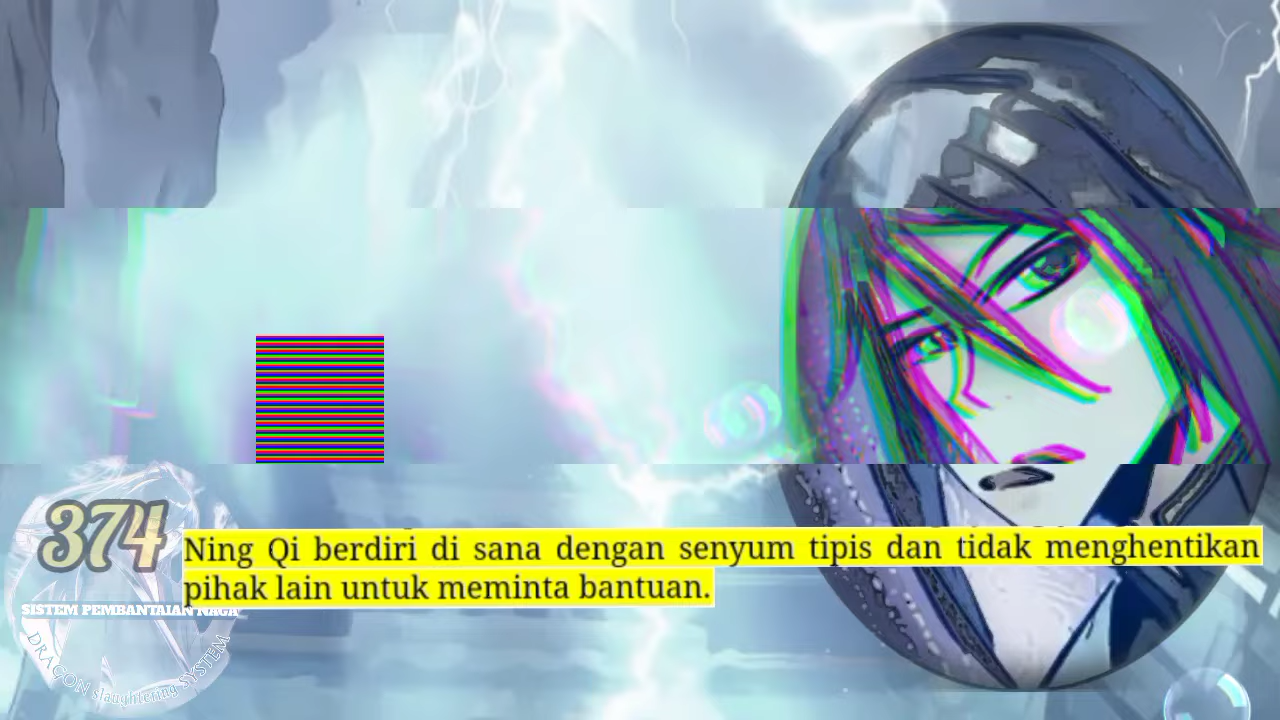 374
Ning Qi berdiri di sana dengan senyum tipis dan tidak menghentikan
pihak lain untuk meminta bantuan.
SISTEM PEMBANTAIAN NAGA
DRAGON slaughtering SYSTEM